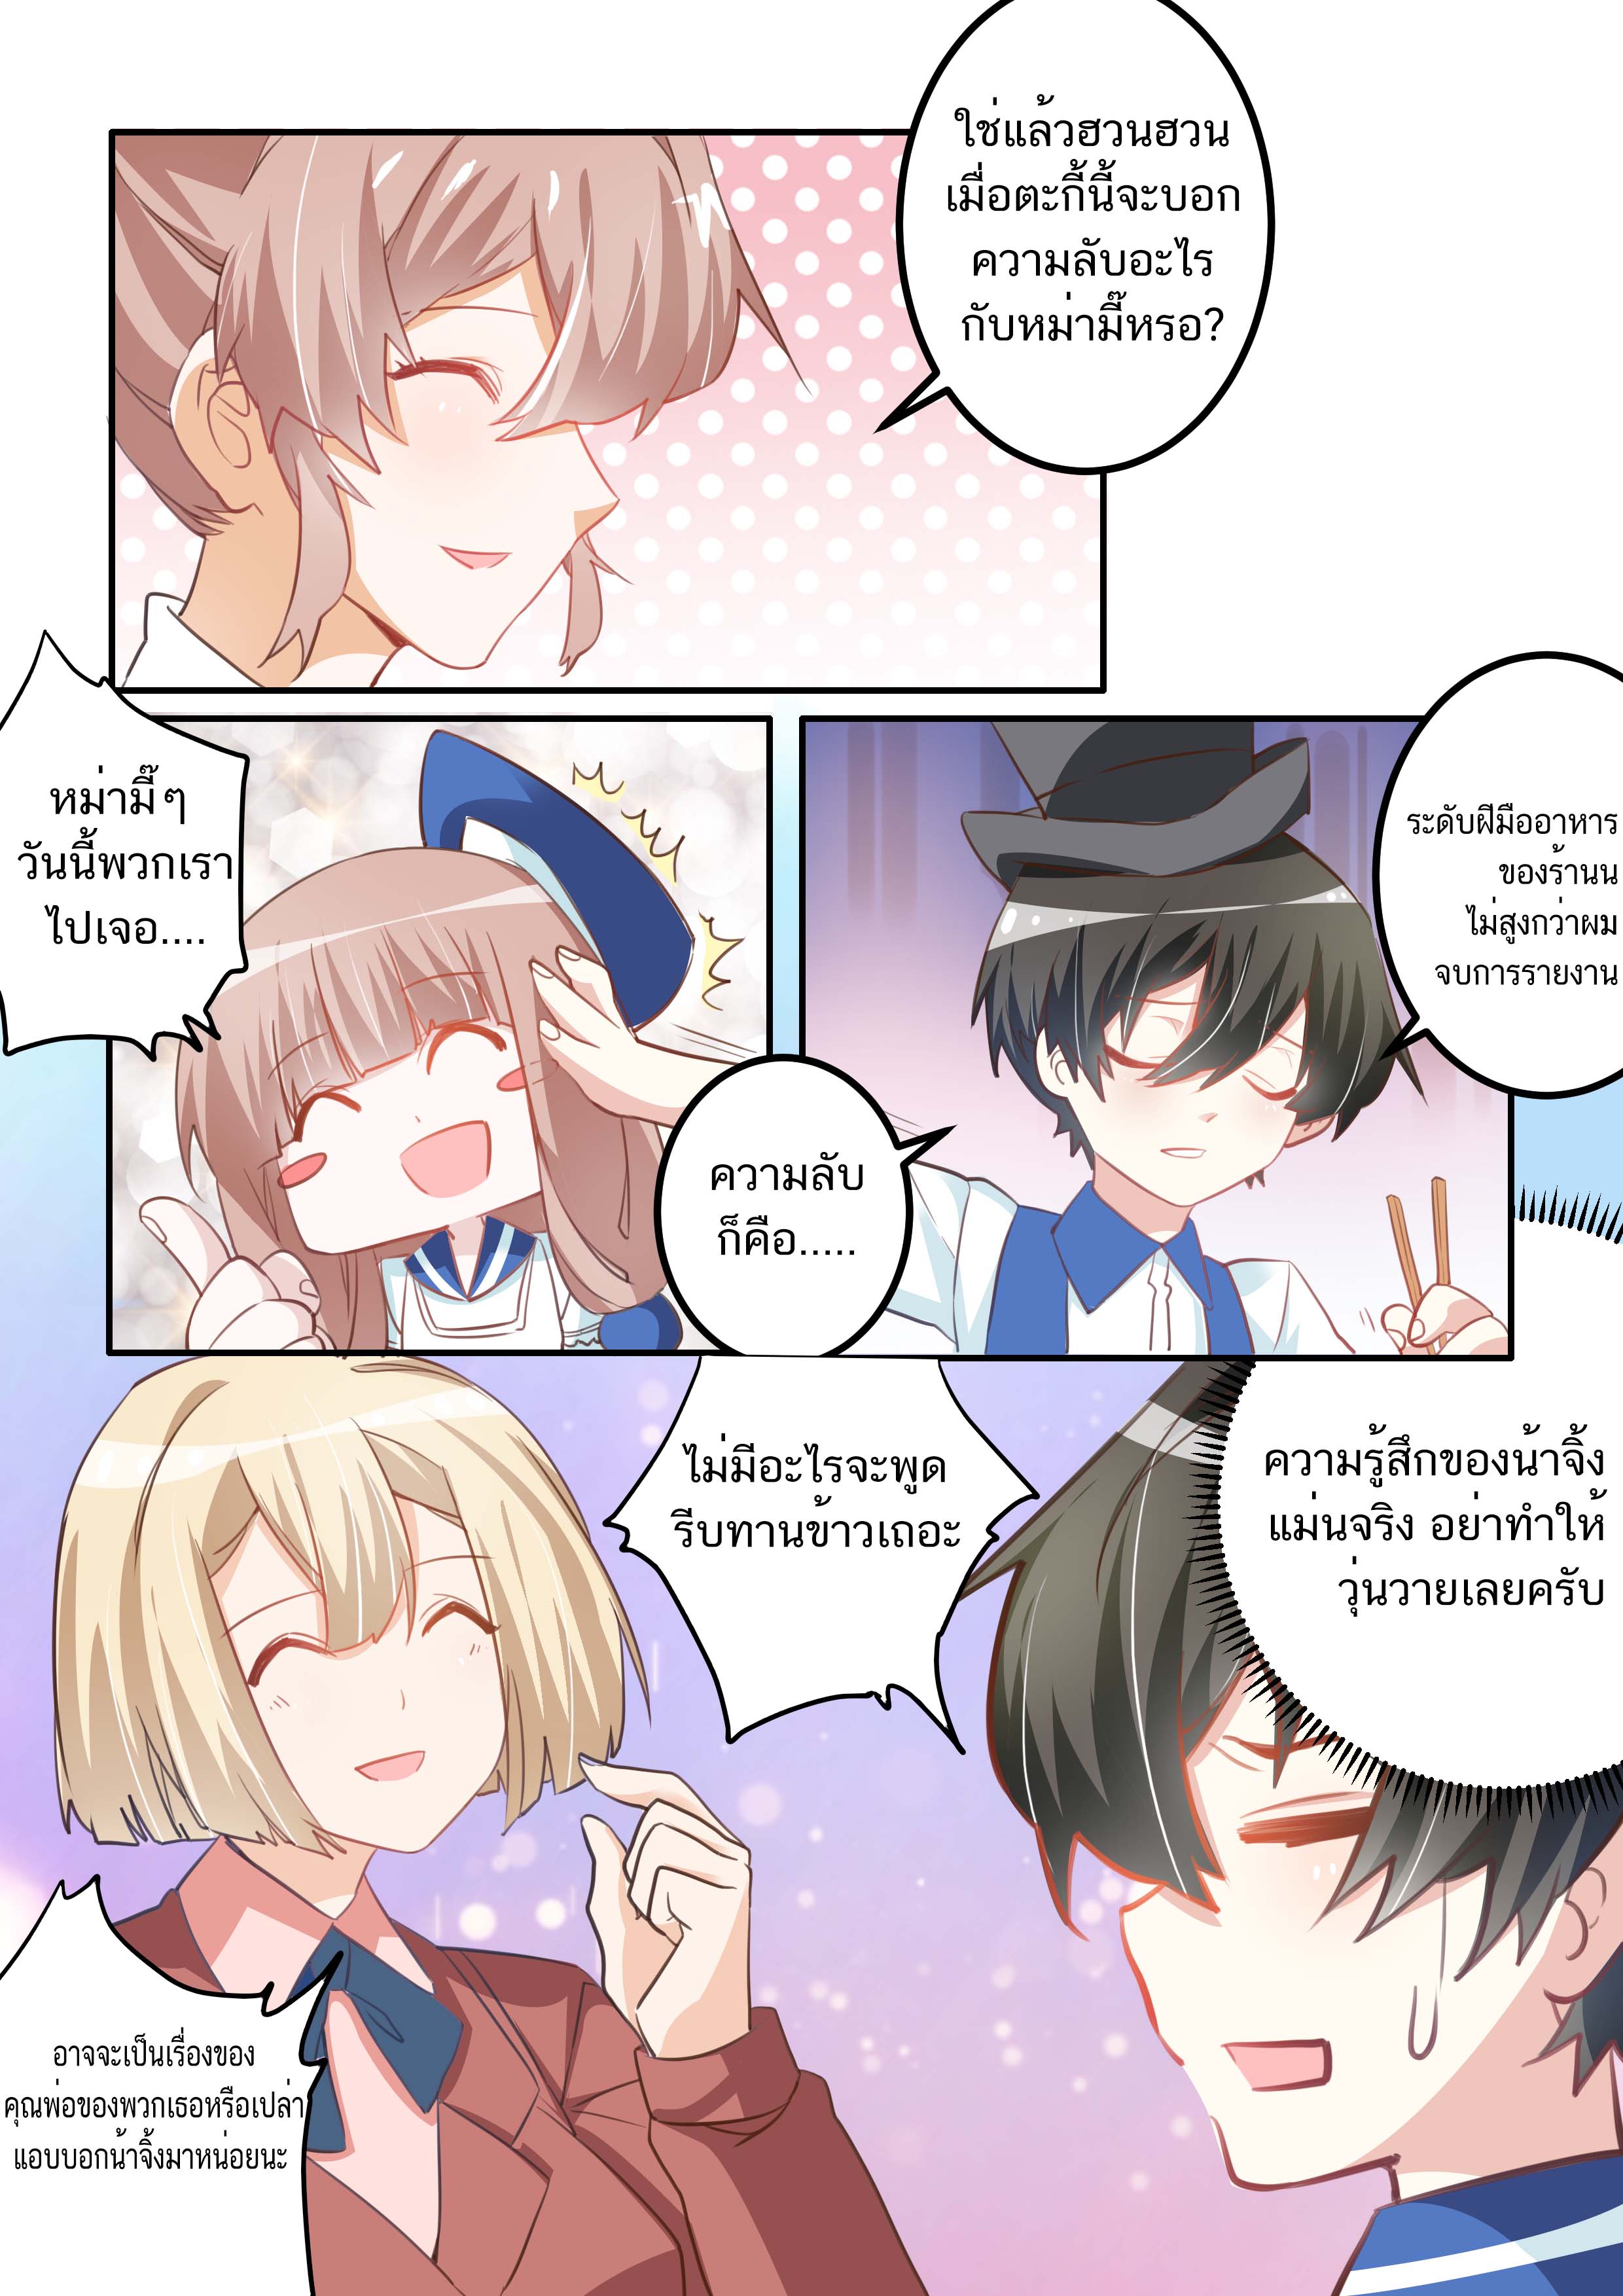 ใช่แล้วฮวนฮวน
เมื่อตะกี้นี้จะบอก
ความลับอะไร
กับหม่ามี๊หรอ?
หม่ามี๊ๆ
วันนี้พวกเรา
ไปเจอ....
ความลับ
ก็คือ.....
ระดับฝีมืออาหาร
ของร้านน
ไม่สูงกว่าผม
จบการรายงาน
ไม่มีอะไรจะพูด
รีบทานข้าวเถอะ
ความรู้สึกของน้าจิ้ง
แม่นจริง อย่าทำให้
วุ่นวายเลยครับ
อาจจะเป็นเรื่องของ
คุณพ่อของพวกเธอหรือเปล่า
แอบบอกน้าจิ้งมาหน่อยนะ